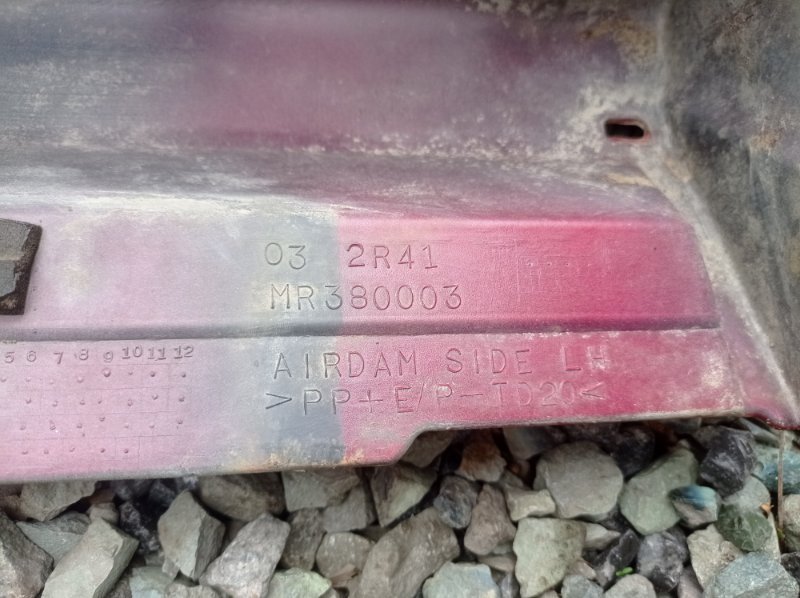 03 2R41
MR380003
5 6 7 8 9 10 11 12
AIRDAM SIDE LH
>PP+E/P-TD20<